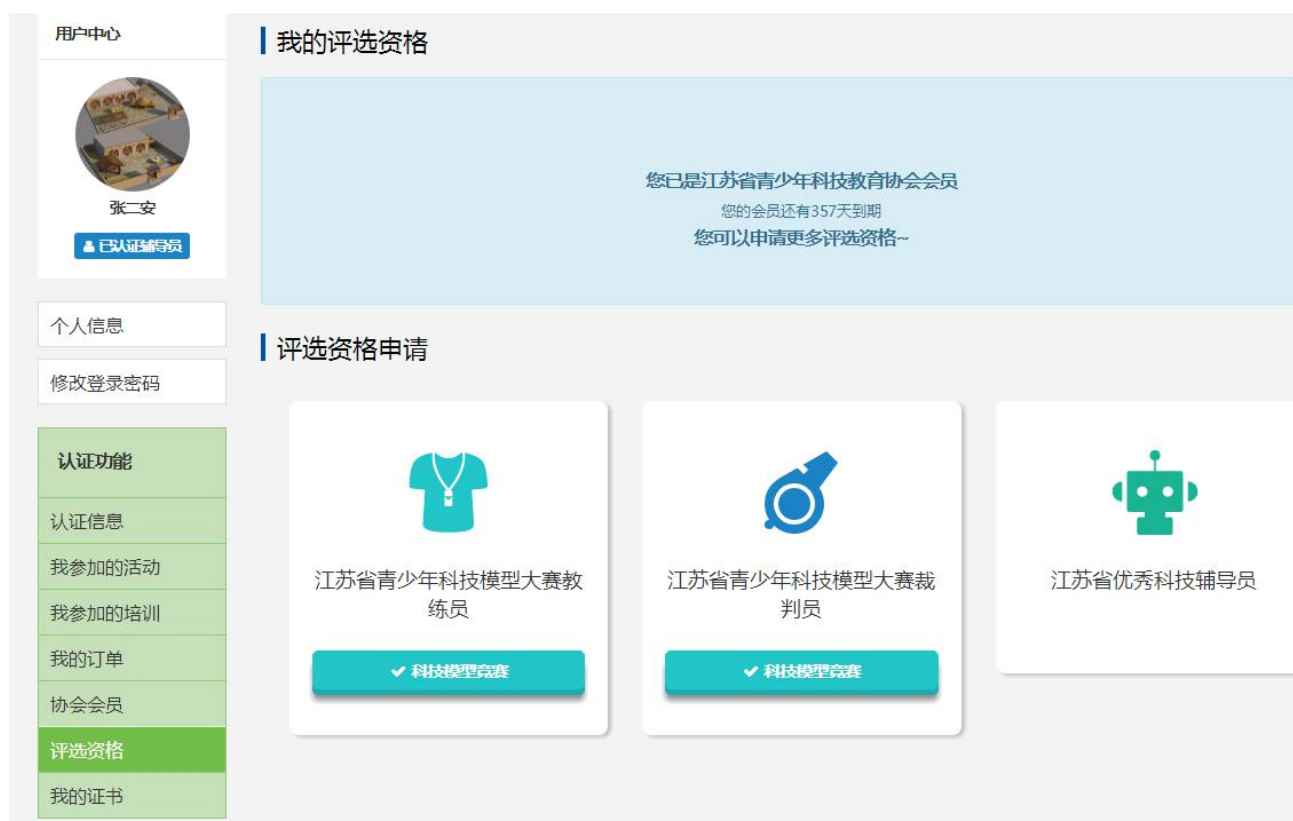 用户中心
张二安
已认证辅导员
个人信息
修改登录密码
认证功能
认证信息
我参加的活动
我参加的培训
我的订单
协会会员
评选资格
我的证书
我的评选资格
您已是江苏省青少年科技教育协会会员
您的会员还有357天到期
您可以申请更多评选资格~
评选资格申请
江苏省青少年科技模型大赛教
练员
科技模型竞赛
江苏省青少年科技模型大赛裁
判员
科技模型竞赛
江苏省优秀科技辅导员